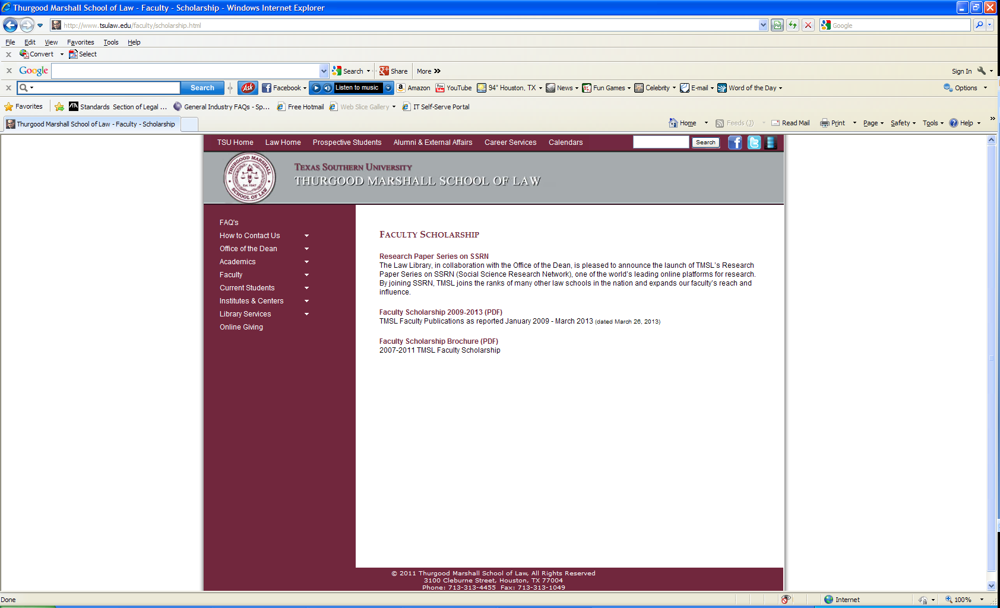 Thurgood Marshall School of Law - Faculty - Scholarship - Windows Internet Explorer
http://www.tsulaw.edu/faculty/scholarship.html
Google
File Edit View Favorites Tools Help
x Convert Select
x Google Search Share More » Sign In
x Search Ask Facebook Listen to music Amazon YouTube 94° Houston, TX News Fun Games Celebrity E-mail Word of the Day Options
Favorites Standards Section of Legal ... General Industry FAQs - Sp... Free Hotmail Web Slice Gallery IT Self-Serve Portal
Thurgood Marshall School of Law - Faculty - Scholarship Home Feeds (J) Read Mail Print Page Safety Tools Help »
TSU Home Law Home Prospective Students Alumni & External Affairs Career Services Calendars Search
THURGOOD MARSHALL
SCHOOL OF LAW
Est. 1947
TEXAS SOUTHERN UNIVERSITY
THURGOOD MARSHALL SCHOOL OF LAW
FAQ's
How to Contact Us
Office of the Dean
Academics
Faculty
Current Students
Institutes & Centers
Library Services
Online Giving
FACULTY SCHOLARSHIP
Research Paper Series on SSRN
The Law Library, in collaboration with the Office of the Dean, is pleased to announce the launch of TMSL's Research
Paper Series on SSRN (Social Science Research Network), one of the world's leading online platforms for research.
By joining SSRN, TMSL joins the ranks of many other law schools in the nation and expands our faculty's reach and
influence.
Faculty Scholarship 2009-2013 (PDF)
TMSL Faculty Publications as reported January 2009 - March 2013 (dated March 26, 2013)
Faculty Scholarship Brochure (PDF)
2007-2011 TMSL Faculty Scholarship
© 2011 Thurgood Marshall School of Law, All Rights Reserved
3100 Cleburne Street, Houston, TX 77004
Phone: 713-313-4455 Fax: 713-313-1049
Done Internet 100%